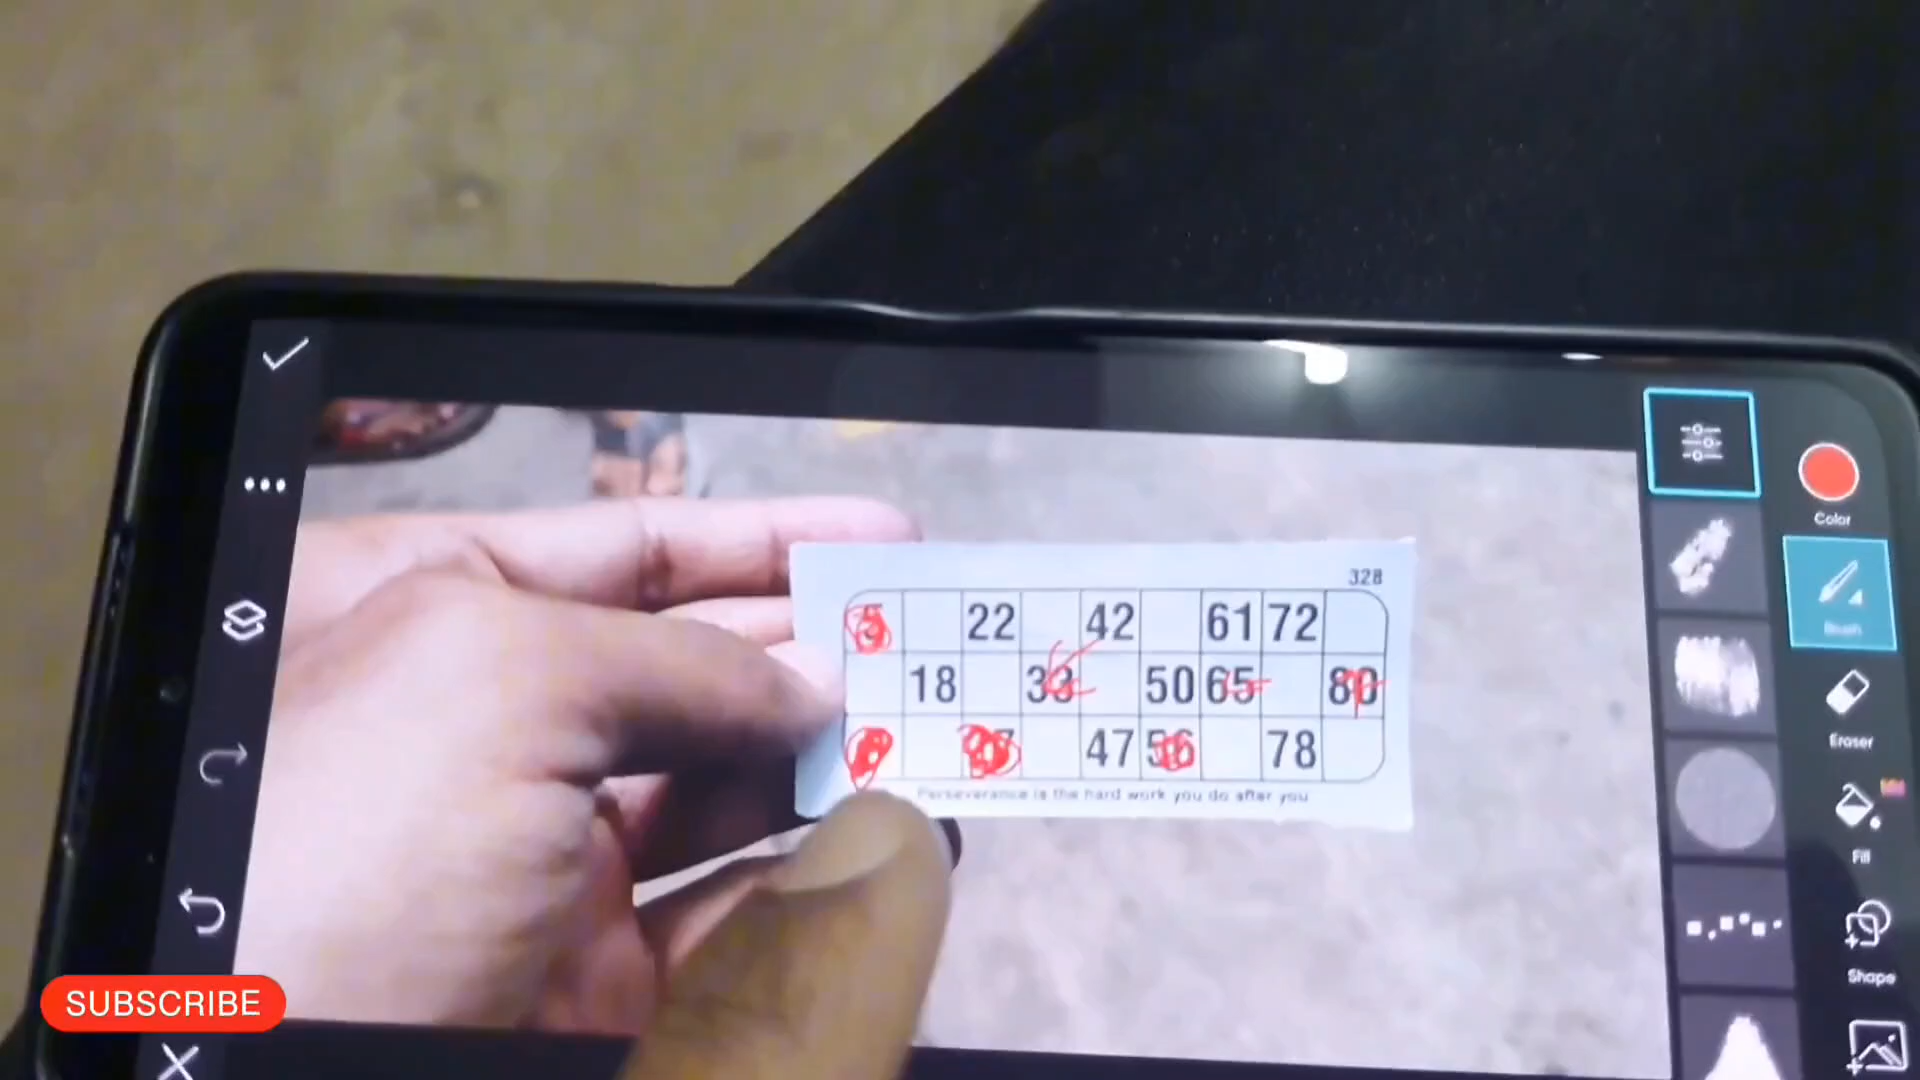 328
5 22 42 61 72
18 33 50 65 80
47 56 78
Perseverance is the hard work you do after you
Color
Brush
Eraser
Fill
Shape
SUBSCRIBE